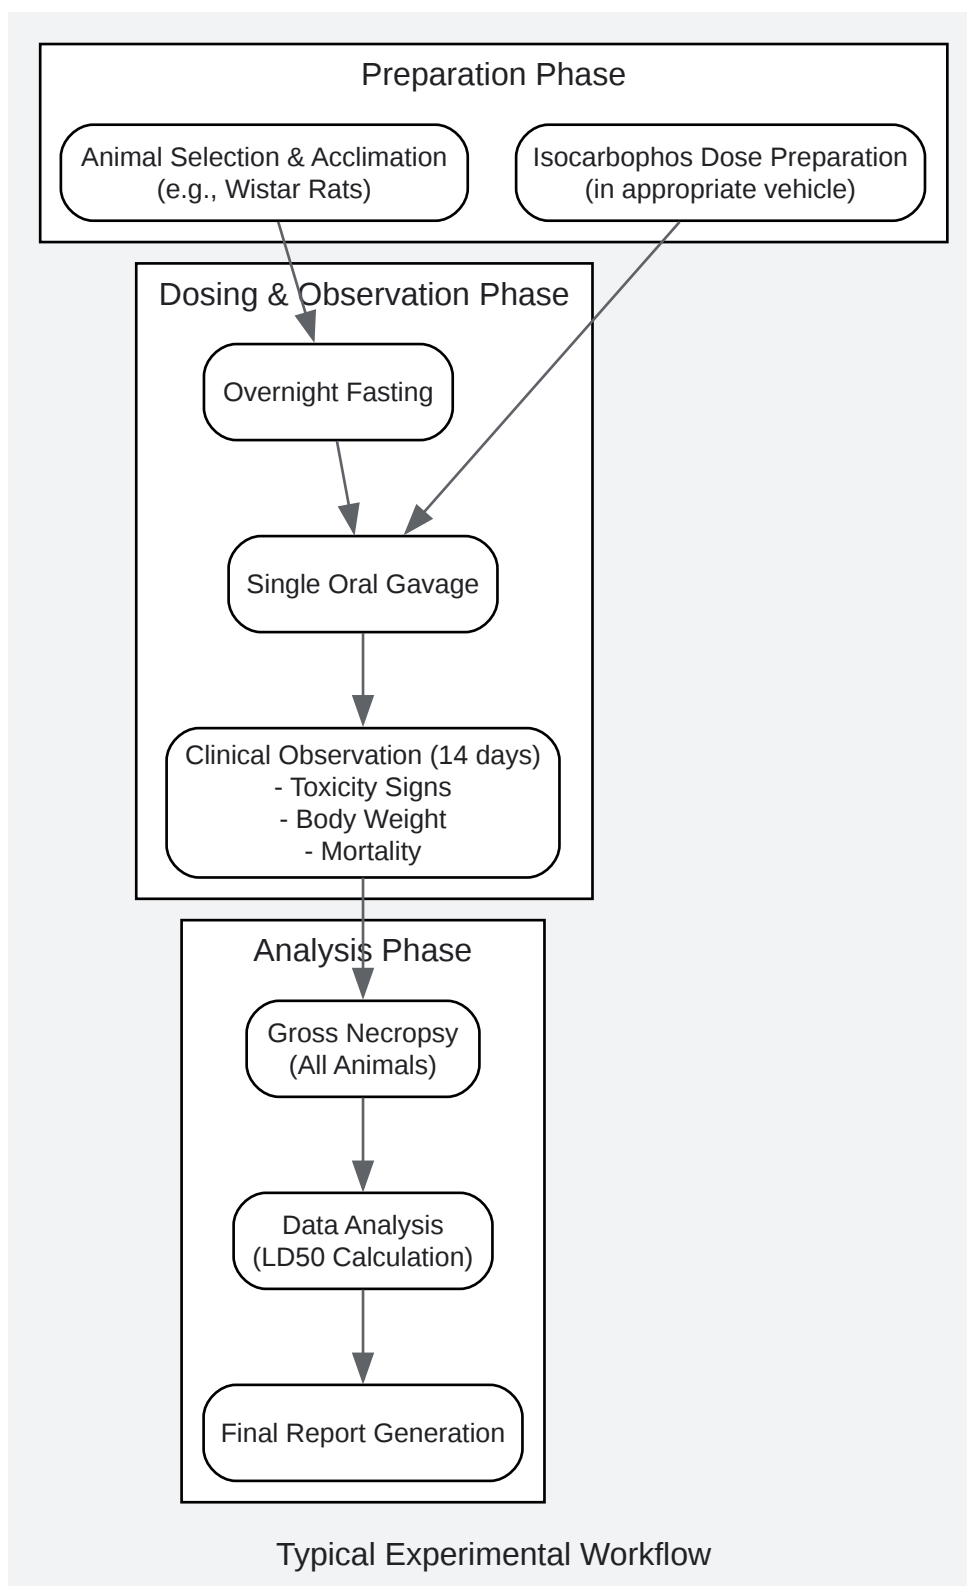 Preparation Phase
Animal Selection & Acclimation
(e.g., Wistar Rats)
Isocarbophos Dose Preparation
(in appropriate vehicle)
Dosing & Observation Phase
Overnight Fasting
Single Oral Gavage
Clinical Observation (14 days)
- Toxicity Signs
- Body Weight
- Mortality
Analysis Phase
Gross Necropsy
(All Animals)
Data Analysis
(LD50 Calculation)
Final Report Generation
Typical Experimental Workflow